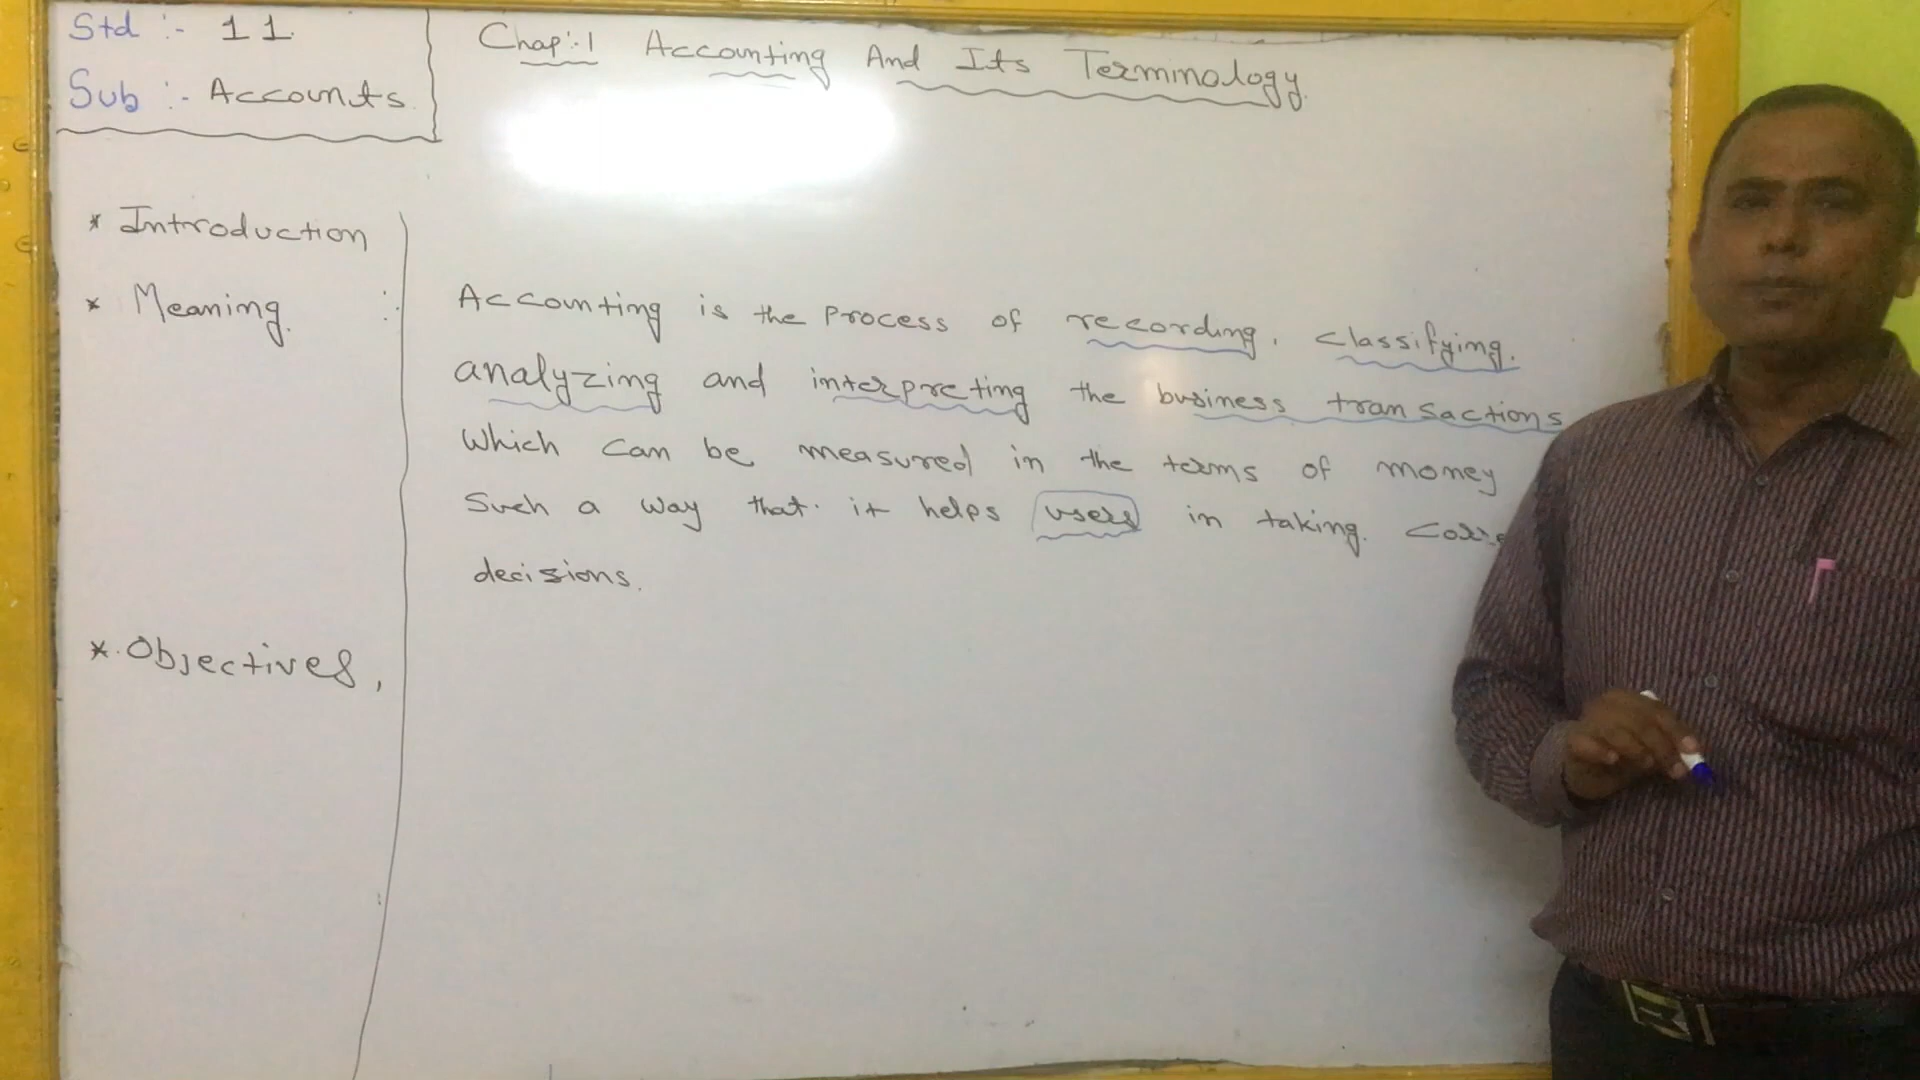 Std :- 11.
Sub :- Accounts.
Chap:-1 Accounting And Its Terminology.
* Introduction
* Meaning. :-
Accounting is the process of recording, classifying,
analyzing and interpreting the business transactions
which can be measured in the terms of money
Such a way that it helps users in taking
decisions.
* Objectives,